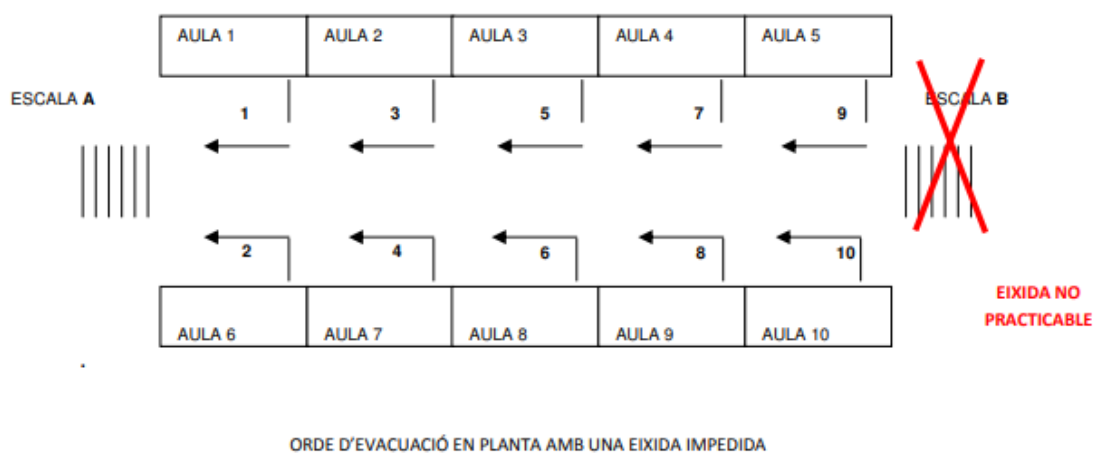 AULA 1
AULA 2
AULA 3
AULA 4
AULA 5
ESCALA A
ESCALA B
1
3
5
7
9
2
4
6
8
10
EIXIDA NO
PRACTICABLE
AULA 6
AULA 7
AULA 8
AULA 9
AULA 10
.
ORDE D'EVACUACIÓ EN PLANTA AMB UNA EIXIDA IMPEDIDA